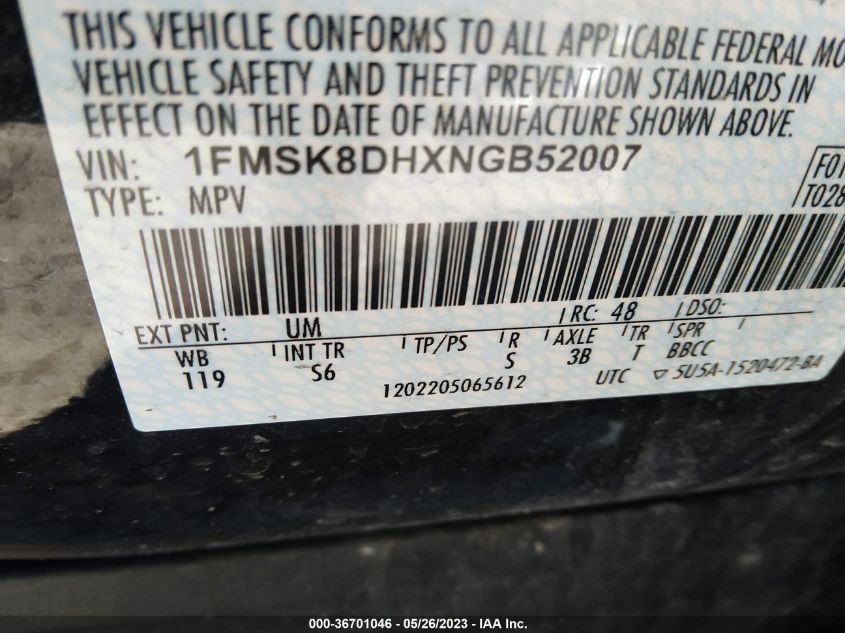 THIS VEHICLE CONFORMS TO ALL APPLICABLE FEDERAL
VEHICLE SAFETY AND THEFT PREVENTION STANDARDS IN
EFFECT ON THE DATE OF MANUFACTURE SHOWN ABOVE.
VIN: 1FMSK8DHXNGB52007
TYPE: MPV
T028
EXT PNT: UM RC: 48 DSO:
WB INT TR TP/PS R AXLE TR SPR
119 S6 S 3B T BBCC
1202205065612 UTC ▽ 5U5A-1520472-BA
000-36701046 - 05/26/2023 - IAA Inc.